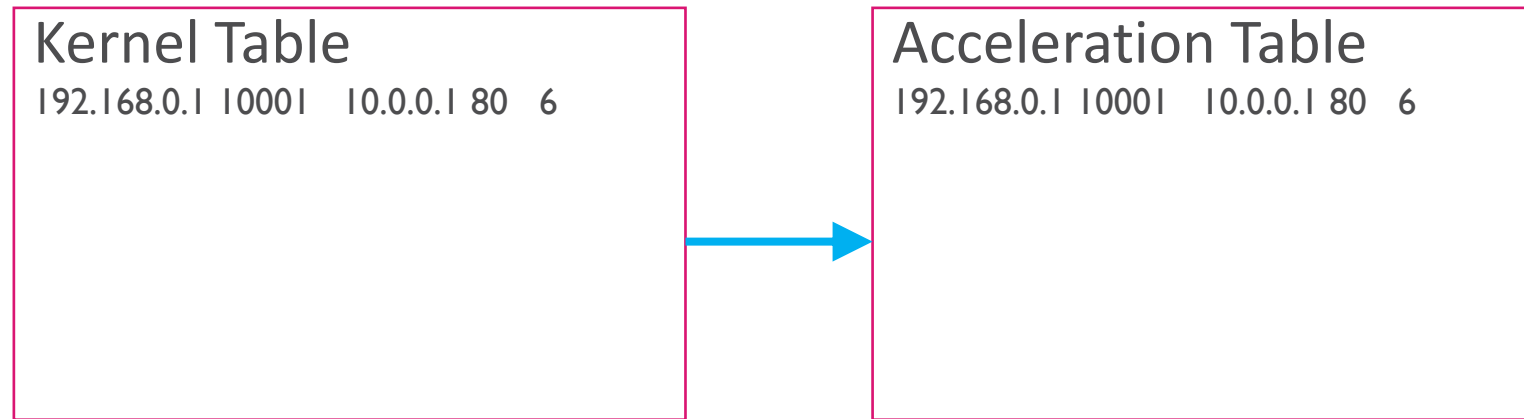 Kernel Table
192.168.0.1 10001 10.0.0.1 80 6
Acceleration Table
192.168.0.1 10001 10.0.0.1 80 6